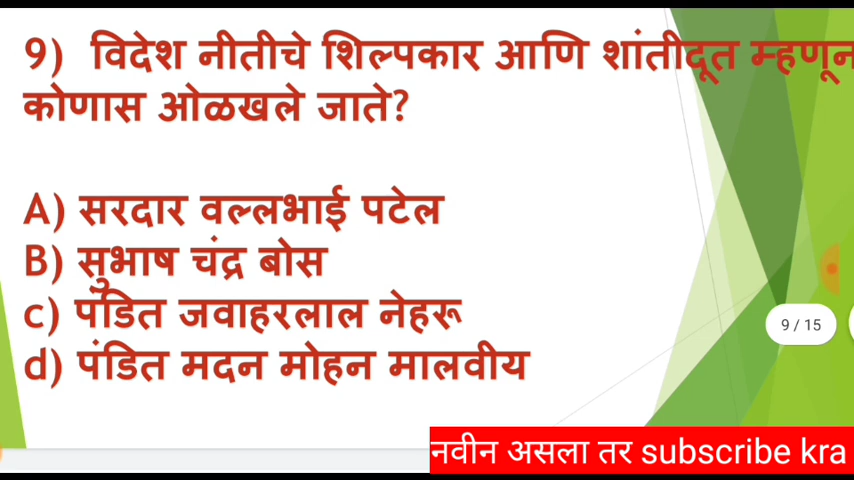 9) विदेश नीतीचे शिल्पकार आणि शांतीदूत म्हणून
कोणास ओळखले जाते?
A) सरदार वल्लभाई पटेल
B) सुभाष चंद्र बोस
c) पंडित जवाहरलाल नेहरू
d) पंडित मदन मोहन मालवीय
9 / 15
नवीन असला तर subscribe kra